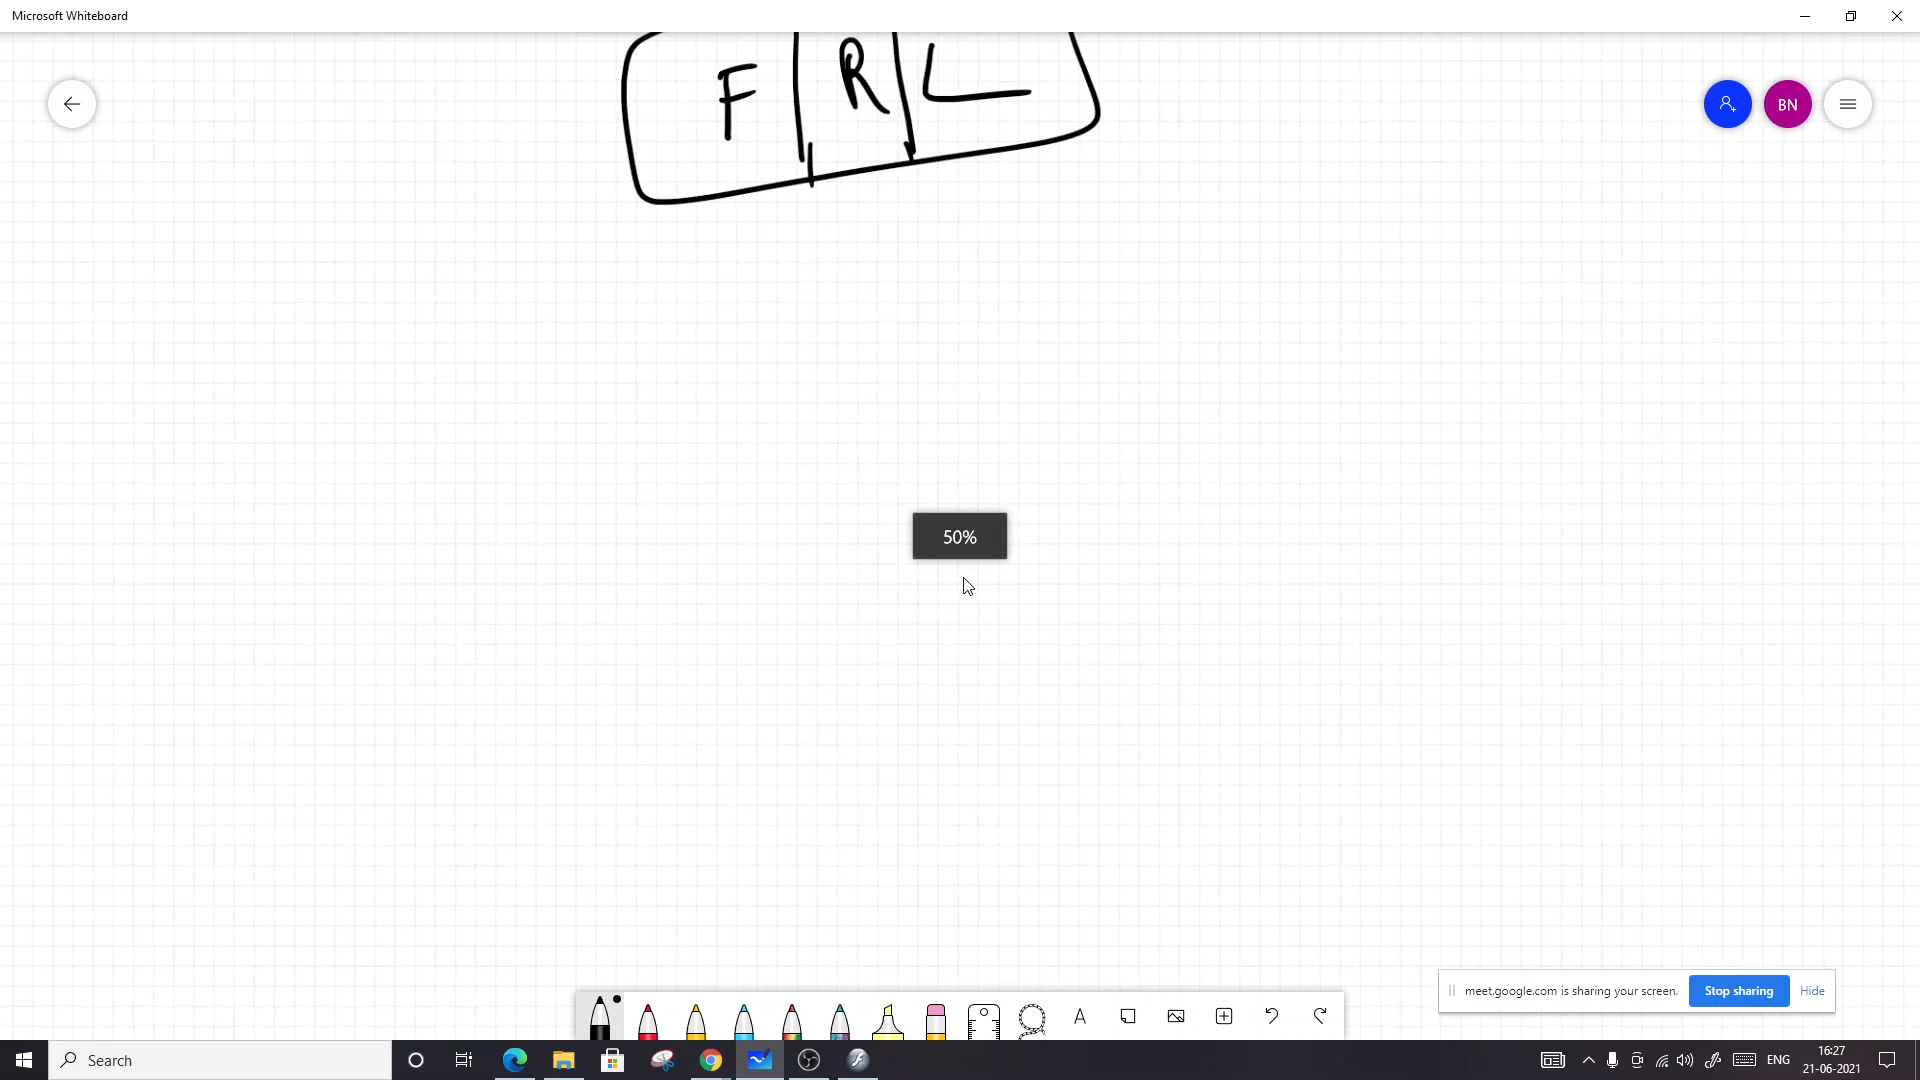 Microsoft Whiteboard
F R L
BN
50%
meet.google.com is sharing your screen. Stop sharing Hide
A
Search
ENG
16:27
21-06-2021